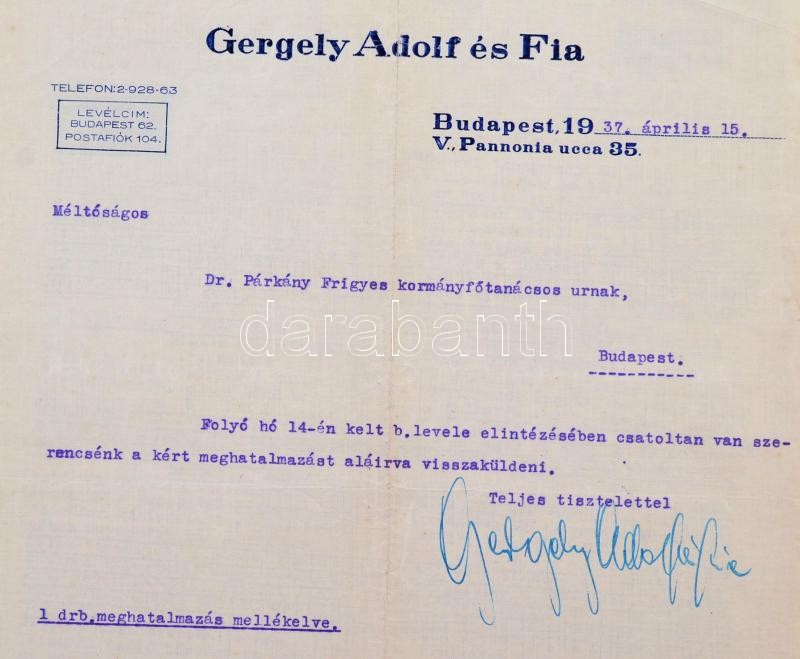 Gergely Adolf és Fia
TELEFON: 2-928-63
LEVÉLCIM:
BUDAPEST 62.
POSTAFIÓK 104.
Budapest, 19 37. április 15.
V., Pannonia ucca 35.
Méltóságos
Dr. Párkány Frigyes kormányfőtanácsos urnak,
darabanth
Budapest.
Folyó hó 14-én kelt b.levele elintézésében csatoltan van sze-
rencsénk a kért meghatalmazást aláirva visszaküldeni.
Teljes tisztelettel
Gergely Adolf és Fia
1 drb.meghatalmazás mellékelve.